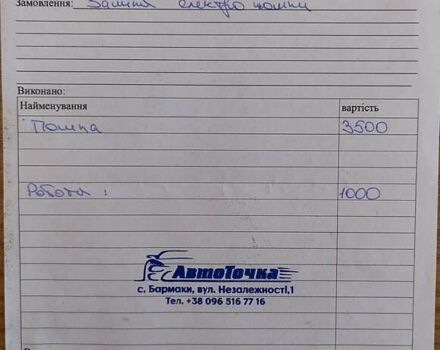 Замовлення: Заміна електро помпи
Виконано:
Найменування вартість
Помпа 3500
Робота : 1000
АвтоТочка
с. Бармаки, вул. Незалежності,1
Тел. +38 096 516 77 16